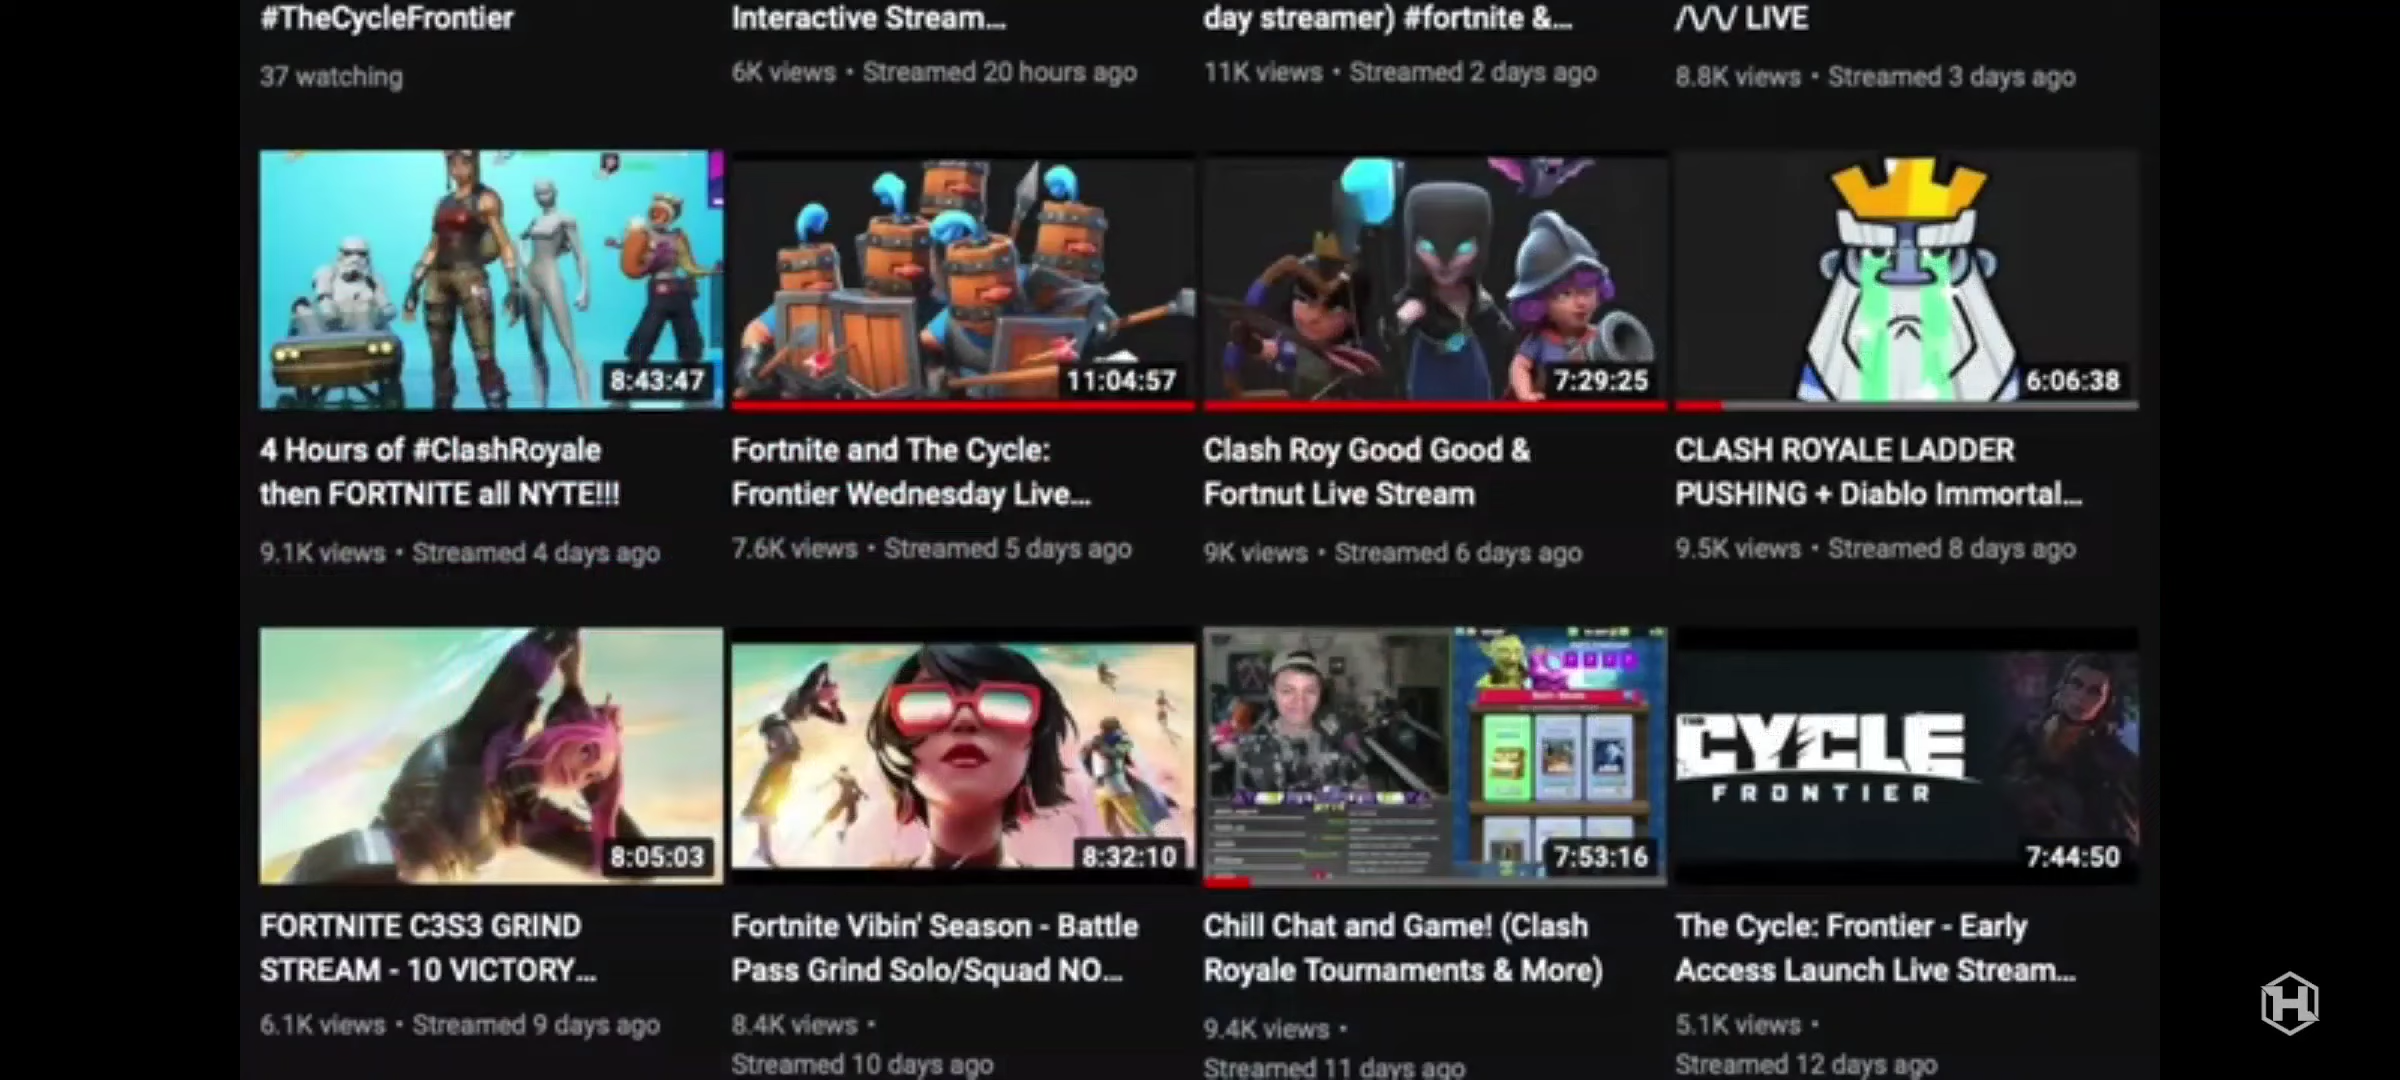 #TheCycleFrontier
37 watching
Interactive Stream...
6K views • Streamed 20 hours ago
day streamer) #fortnite &...
11K views • Streamed 2 days ago
/\/\/\/ LIVE
8.8K views • Streamed 3 days ago
8:43:47
4 Hours of #ClashRoyale
then FORTNITE all NYTE!!!
9.1K views • Streamed 4 days ago
11:04:57
Fortnite and The Cycle:
Frontier Wednesday Live...
7.6K views • Streamed 5 days ago
7:29:25
Clash Roy Good Good &
Fortnut Live Stream
9K views • Streamed 6 days ago
6:06:38
CLASH ROYALE LADDER
PUSHING + Diablo Immortal...
9.5K views • Streamed 8 days ago
8:05:03
FORTNITE C3S3 GRIND
STREAM - 10 VICTORY...
6.1K views • Streamed 9 days ago
8:32:10
Fortnite Vibin' Season - Battle
Pass Grind Solo/Squad NO...
8.4K views •
Streamed 10 days ago
7:53:16
Chill Chat and Game! (Clash
Royale Tournaments & More)
9.4K views •
Streamed 11 days ago
THE
CYCLE
FRONTIER
7:44:50
The Cycle: Frontier - Early
Access Launch Live Stream...
5.1K views •
Streamed 12 days ago